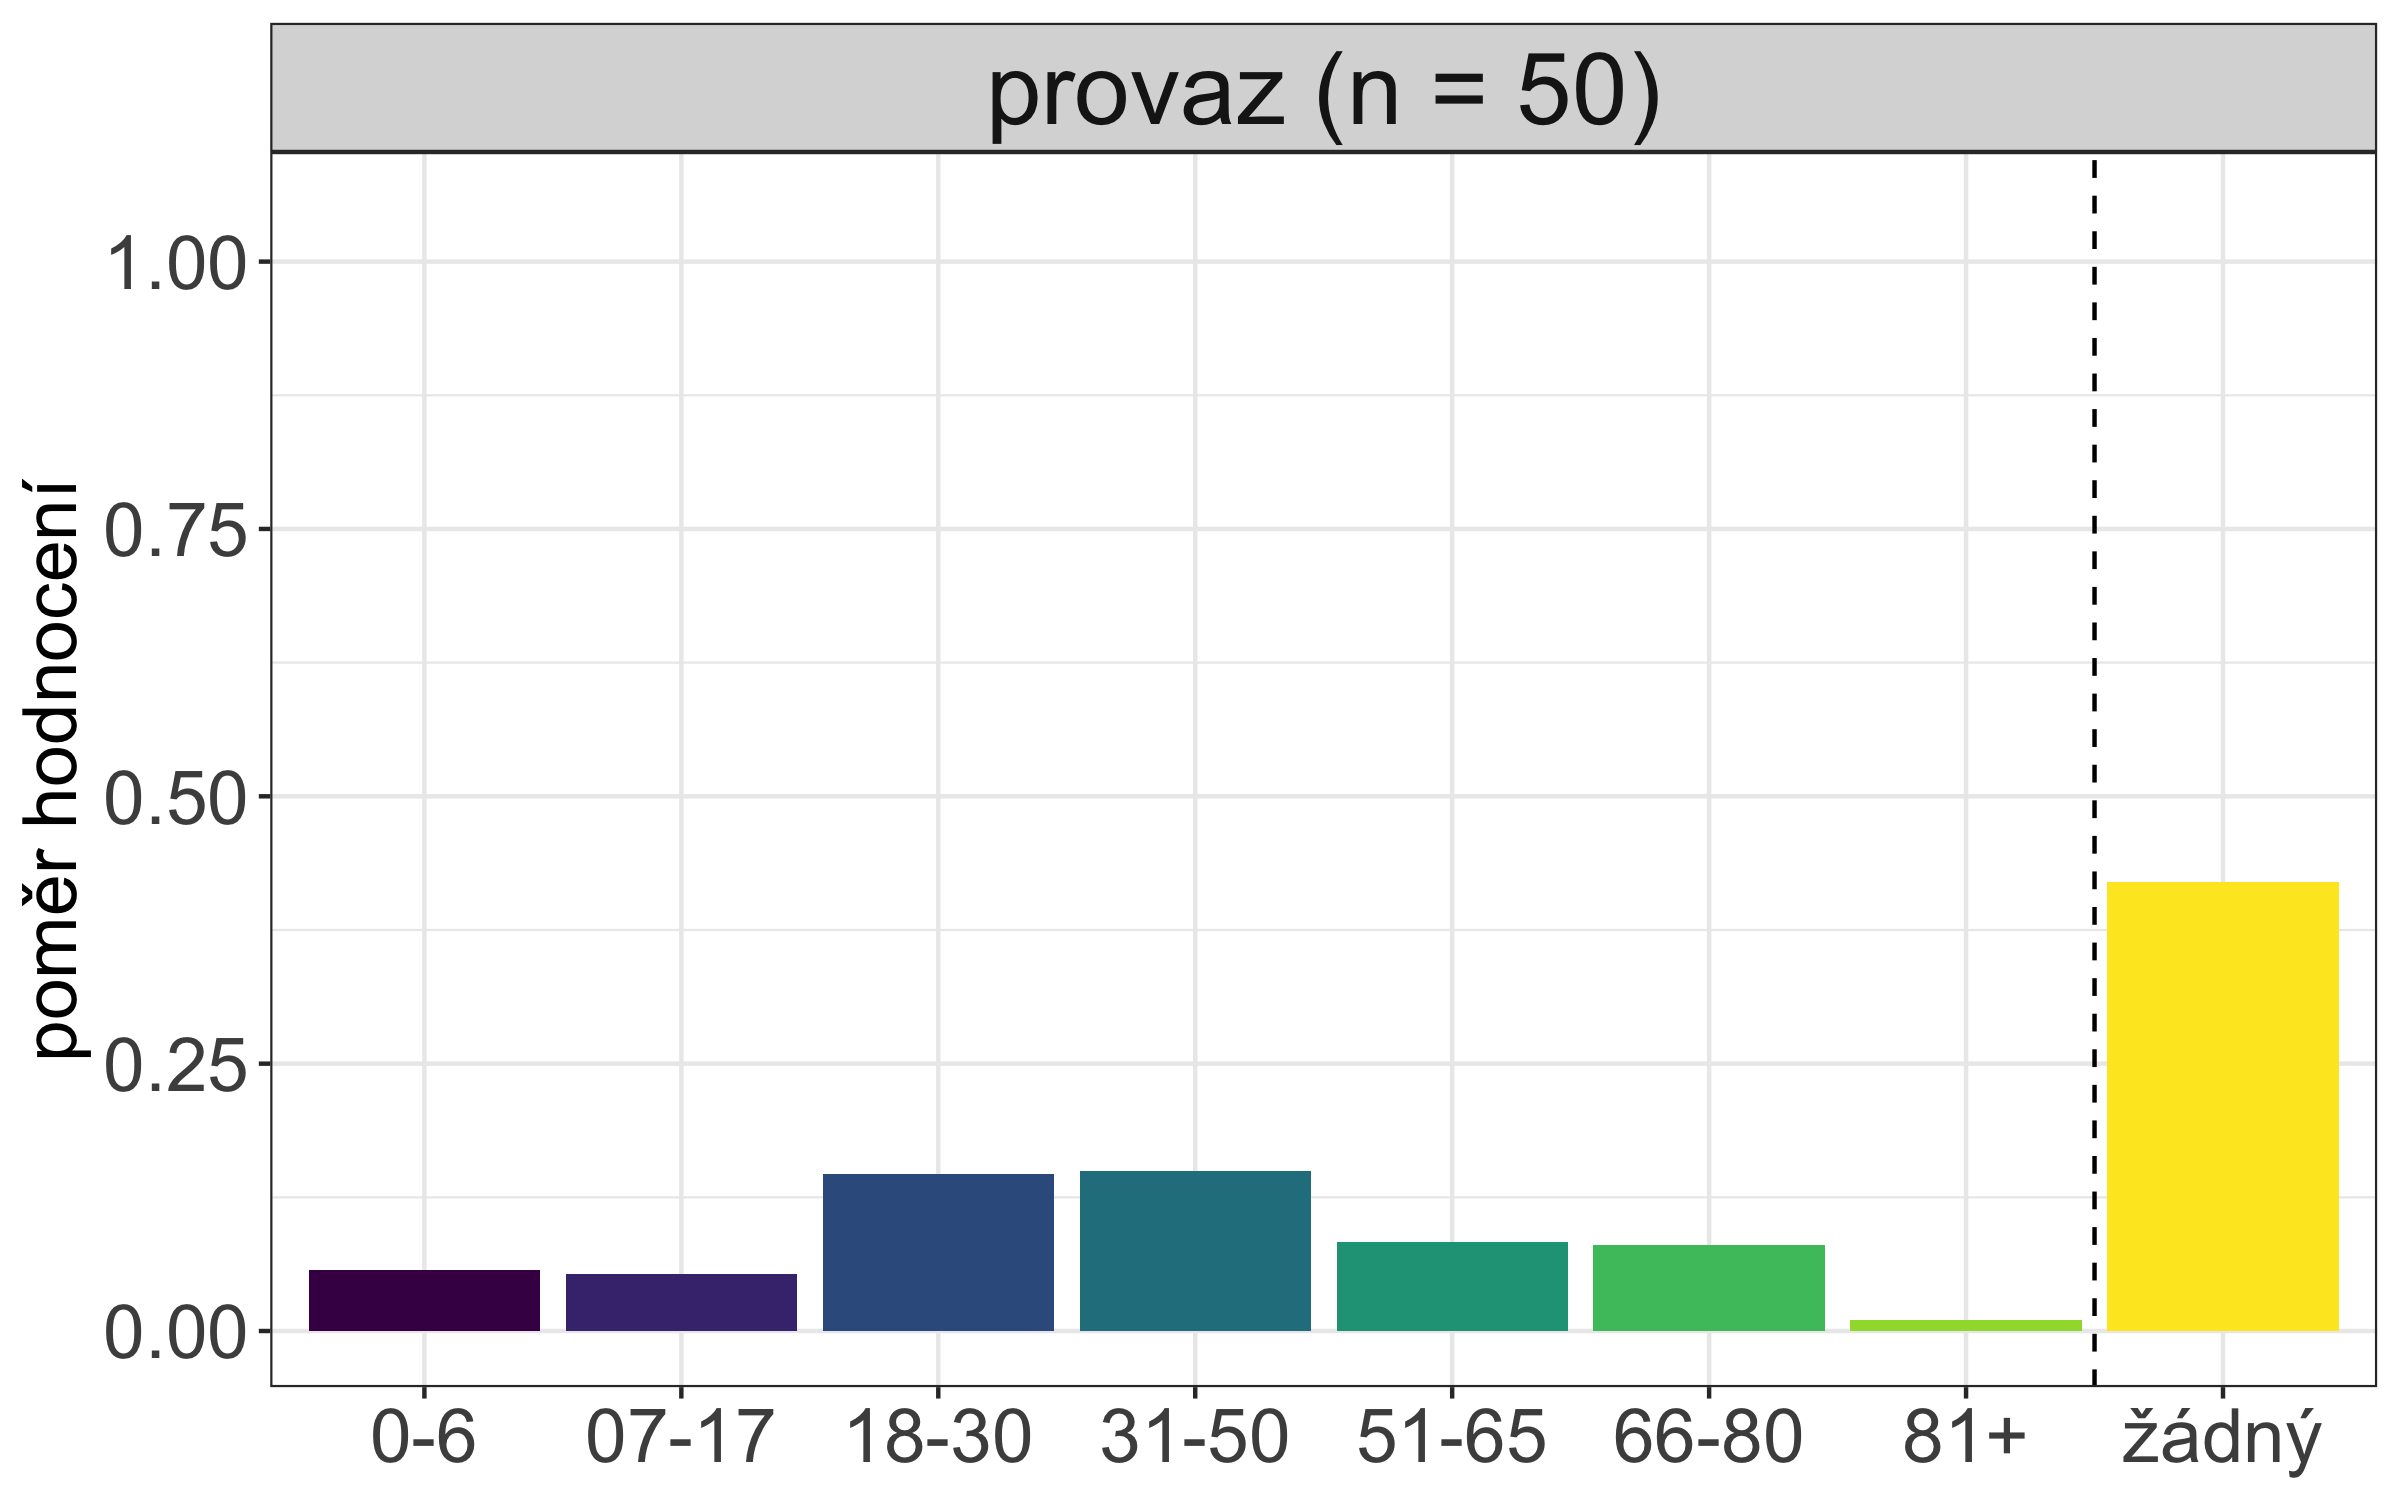 provaz (n = 50)
poměr hodnocení
1.00
0.75
0.50
0.25
0.00
0-6 07-17 18-30 31-50 51-65 66-80 81+ žádný